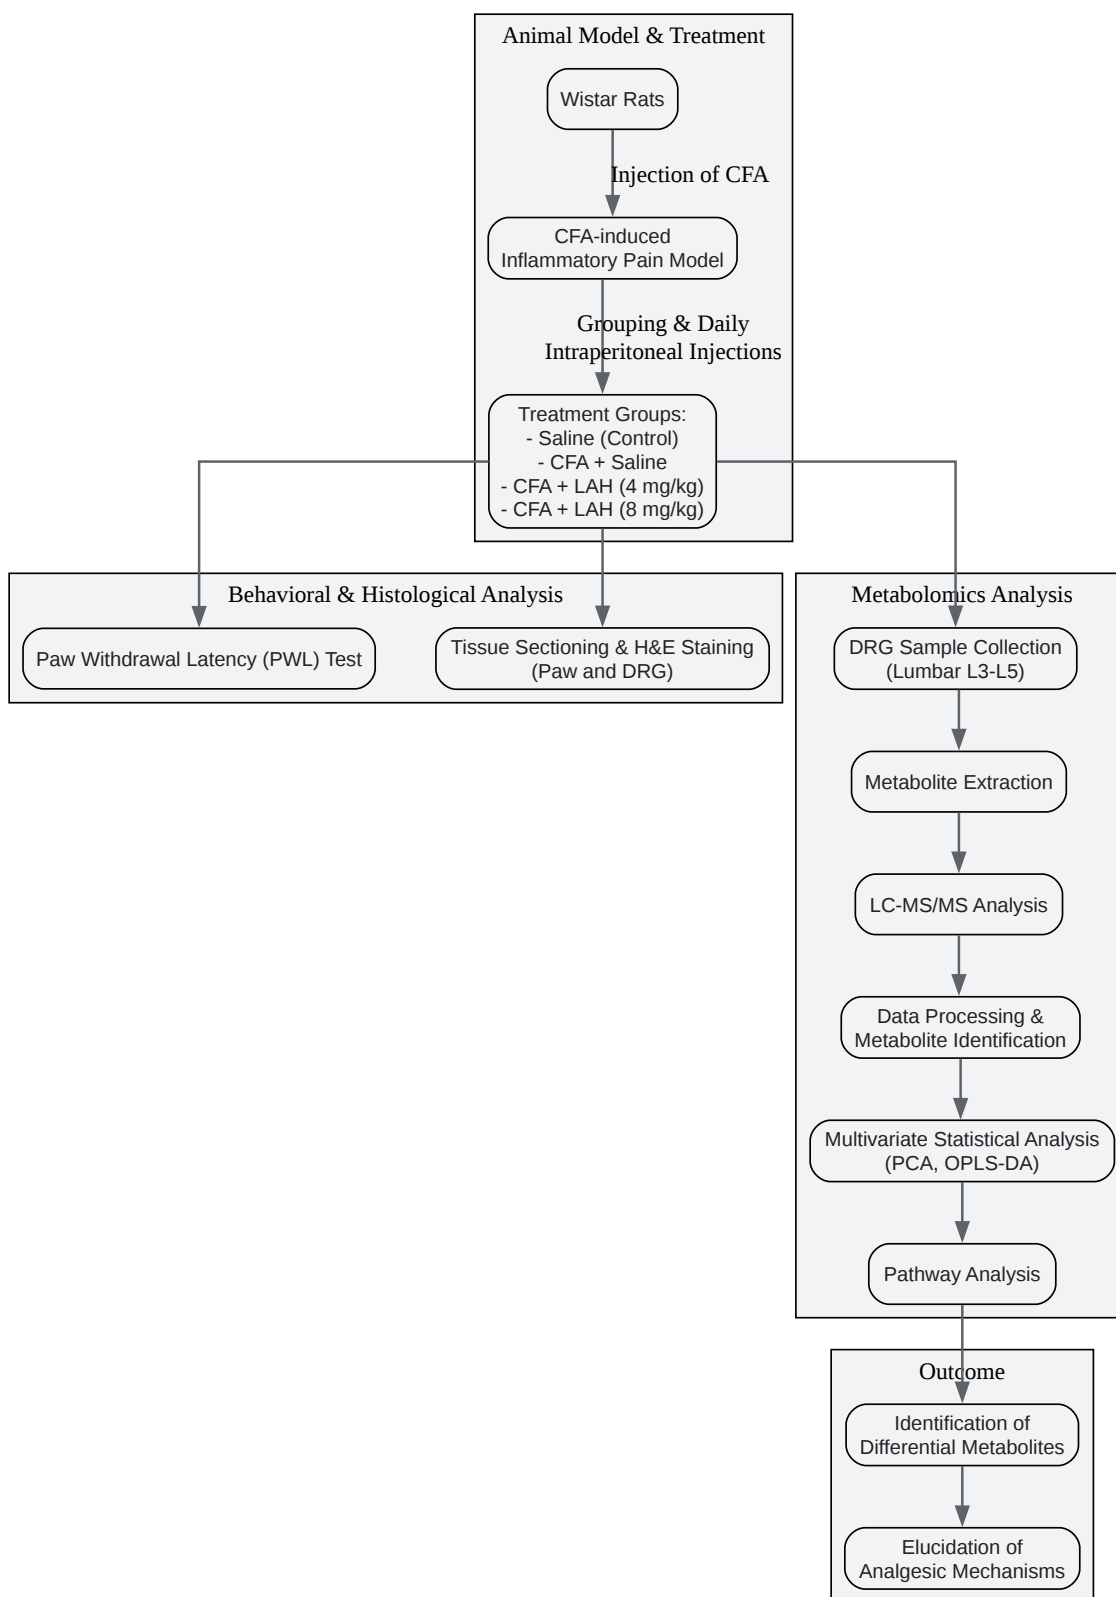 Animal Model & Treatment
Wistar Rats
Injection of CFA
CFA-induced
Inflammatory Pain Model
Grouping & Daily
Intraperitoneal Injections
Treatment Groups:
- Saline (Control)
- CFA + Saline
- CFA + LAH (4 mg/kg)
- CFA + LAH (8 mg/kg)
Behavioral & Histological Analysis
Paw Withdrawal Latency (PWL) Test
Tissue Sectioning & H&E Staining
(Paw and DRG)
Metabolomics Analysis
DRG Sample Collection
(Lumbar L3-L5)
Metabolite Extraction
LC-MS/MS Analysis
Data Processing &
Metabolite Identification
Multivariate Statistical Analysis
(PCA, OPLS-DA)
Pathway Analysis
Outcome
Identification of
Differential Metabolites
Elucidation of
Analgesic Mechanisms